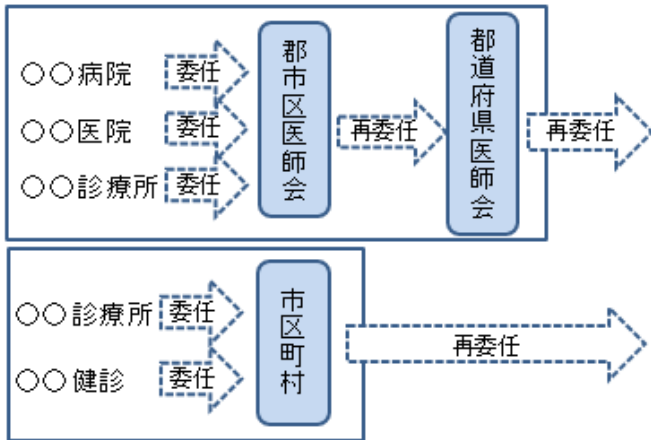 ○○病院
委任
○○医院
委任
○○診療所
委任
郡市区医師会
再委任
都道府県医師会
再委任
○○診療所
委任
○○健診
委任
市区町村
再委任